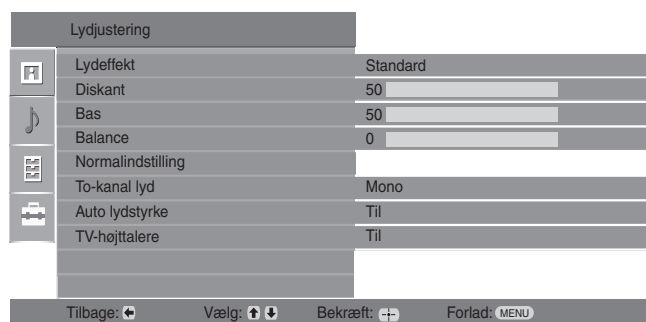 Lydjustering
Lydeffekt Standard
Diskant 50
Bas 50
Balance 0
Normalindstilling
To-kanal lyd Mono
Auto lydstyrke Til
TV-højttalere Til
Tilbage: Vælg: Bekræft: Forlad: MENU